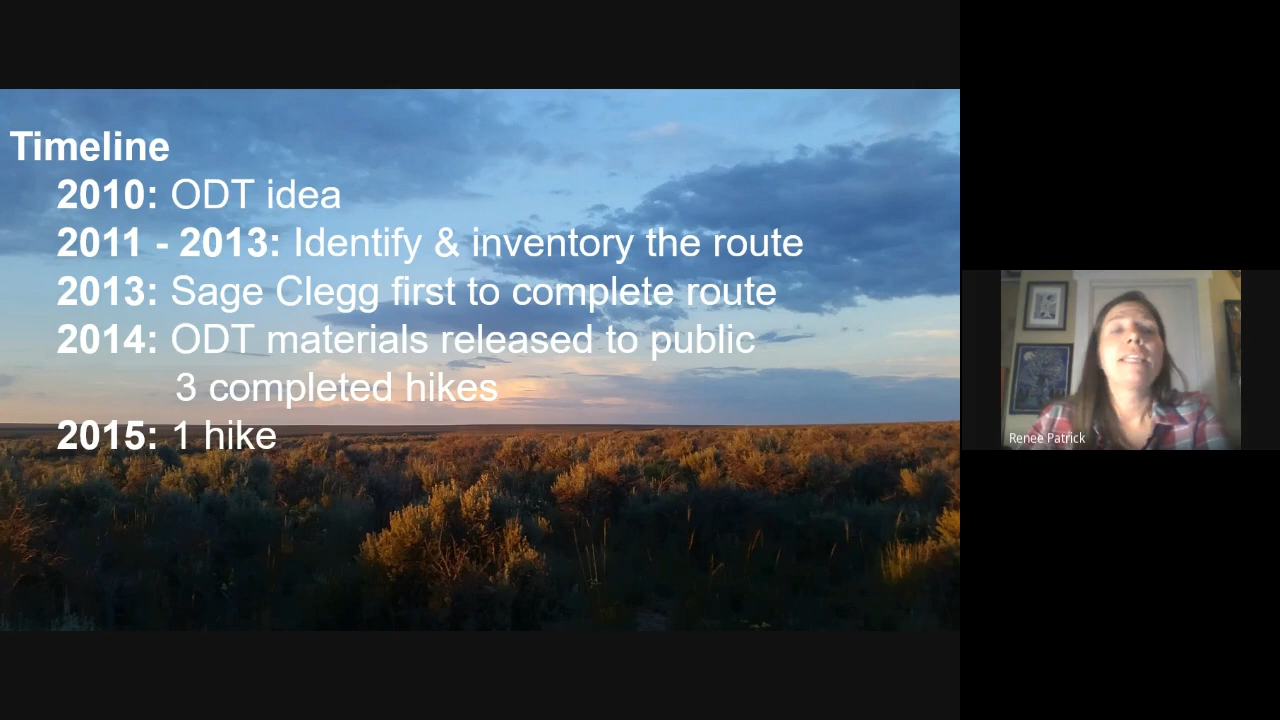 Timeline
2010: ODT idea
2011 - 2013: Identify & inventory the route
2013: Sage Clegg first to complete route
2014: ODT materials released to public
3 completed hikes
2015: 1 hike
Renee Patrick